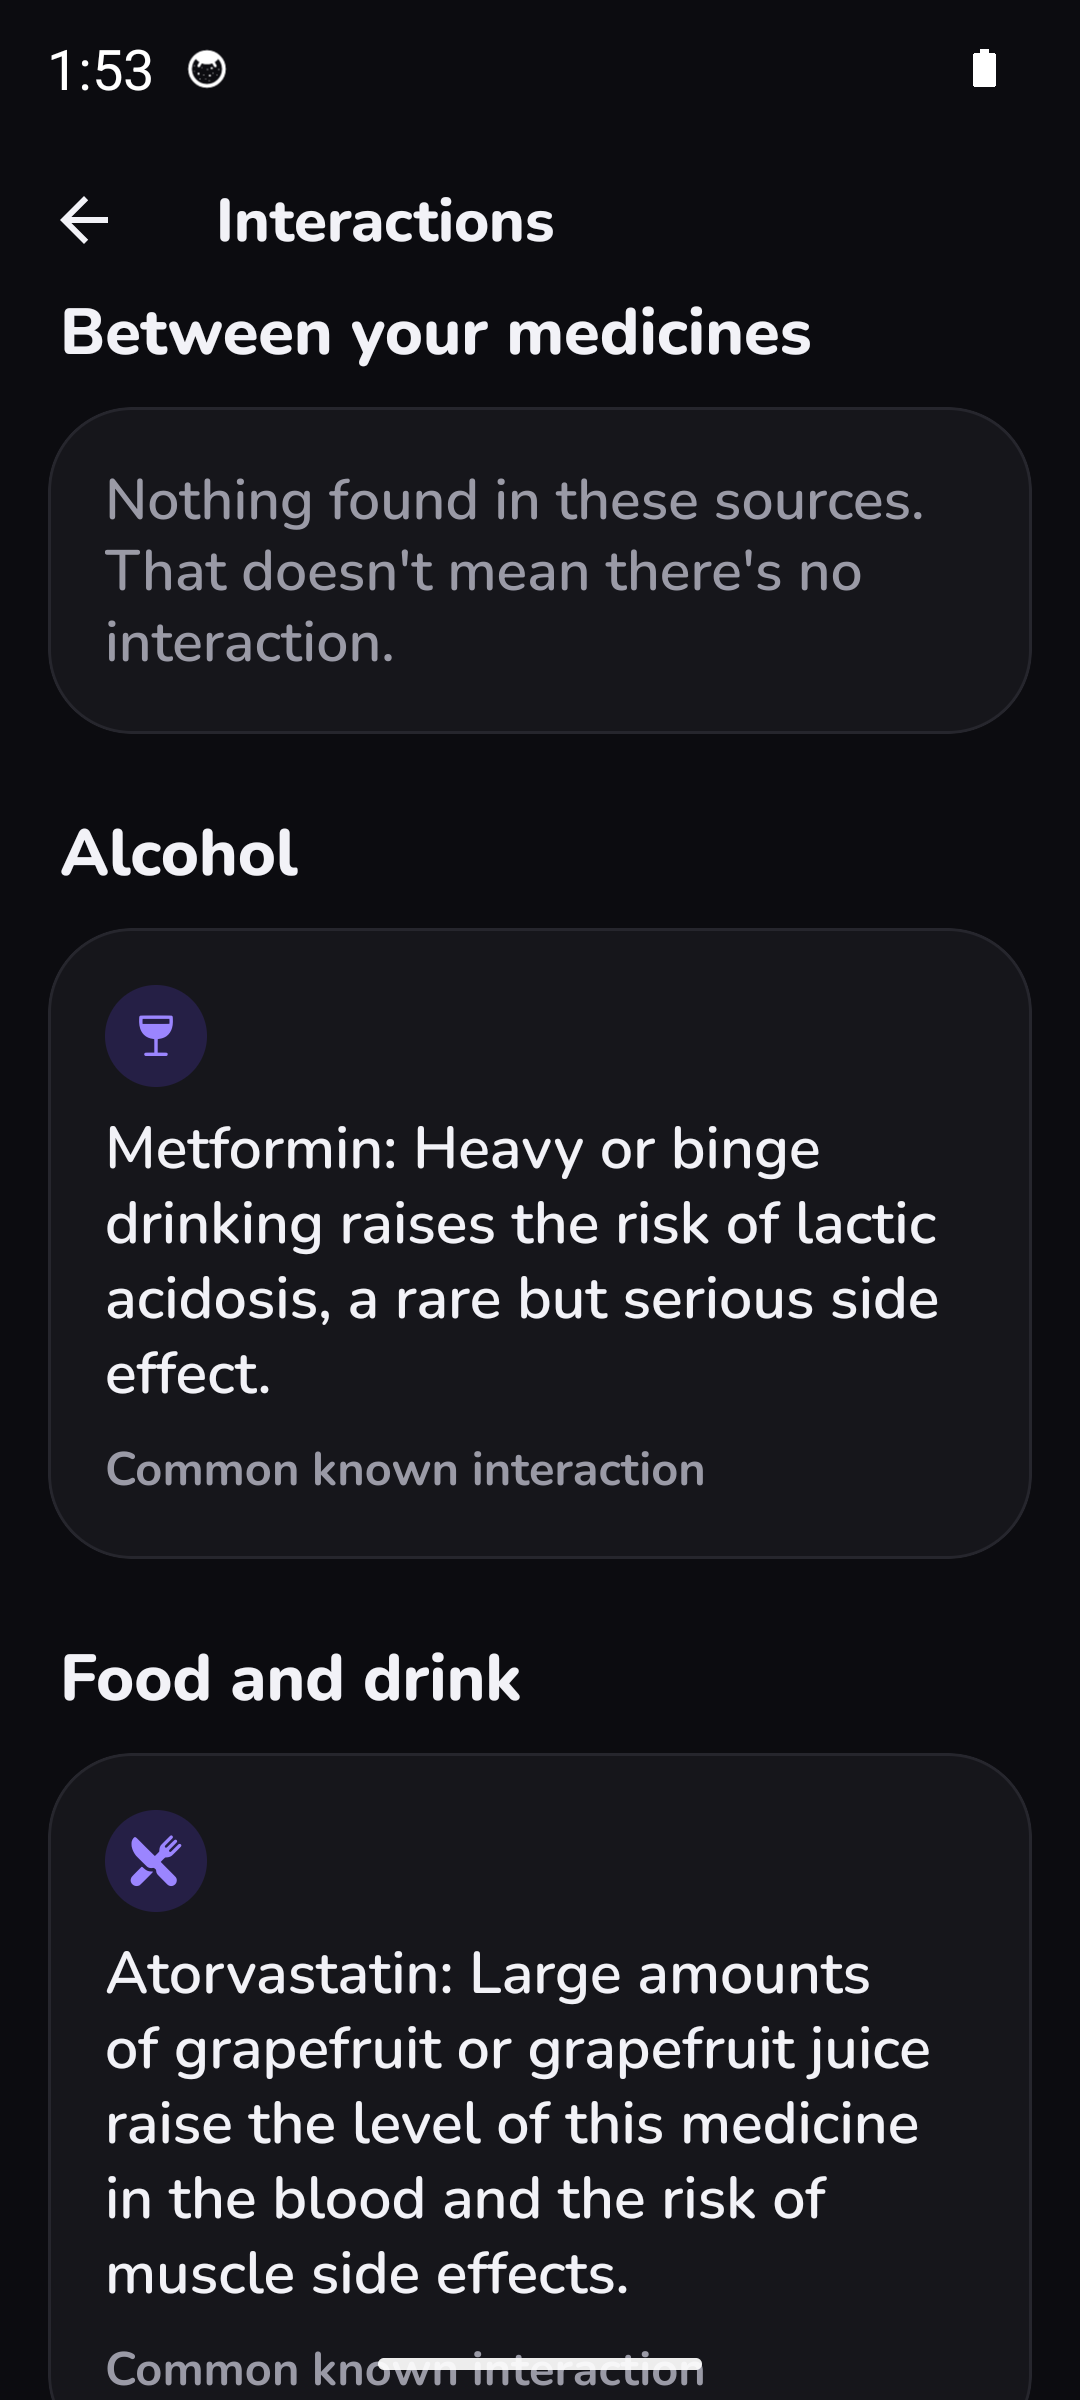 1:53
Interactions
Between your medicines
Nothing found in these sources.
That doesn't mean there's no
interaction.
Alcohol
Metformin: Heavy or binge
drinking raises the risk of lactic
acidosis, a rare but serious side
effect.
Common known interaction
Food and drink
Atorvastatin: Large amounts
of grapefruit or grapefruit juice
raise the level of this medicine
in the blood and the risk of
muscle side effects.
Common known interaction